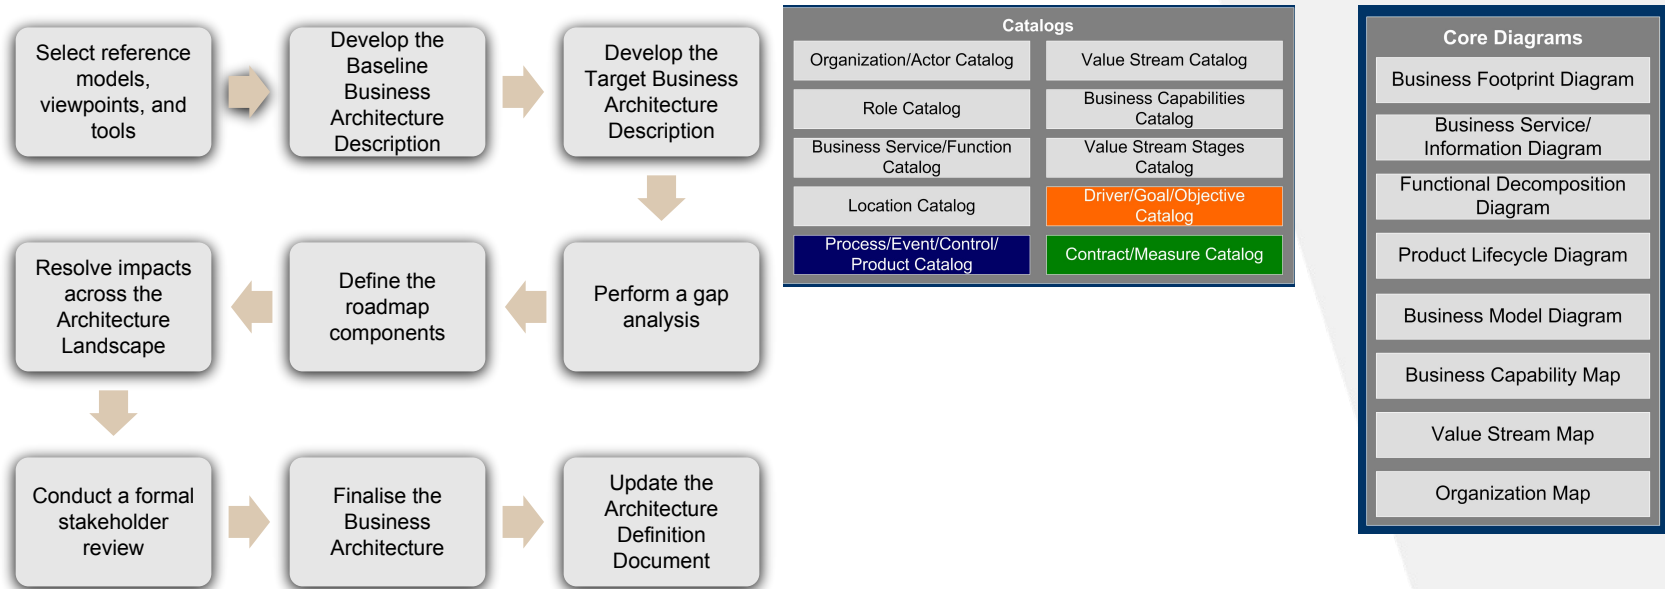 Select reference
models,
viewpoints, and
tools
Develop the
Baseline
Business
Architecture
Description
Develop the
Target Business
Architecture
Description
Perform a gap
analysis
Define the
roadmap
components
Resolve impacts
across the
Architecture
Landscape
Conduct a formal
stakeholder
review
Finalise the
Business
Architecture
Update the
Architecture
Definition
Document
Catalogs
Organization/Actor Catalog
Value Stream Catalog
Role Catalog
Business Capabilities
Catalog
Business Service/Function
Catalog
Value Stream Stages
Catalog
Location Catalog
Driver/Goal/Objective
Catalog
Process/Event/Control/
Product Catalog
Contract/Measure Catalog
Core Diagrams
Business Footprint Diagram
Business Service/
Information Diagram
Functional Decomposition
Diagram
Product Lifecycle Diagram
Business Model Diagram
Business Capability Map
Value Stream Map
Organization Map